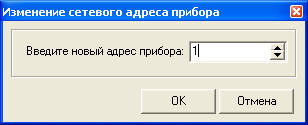 Изменение сетевого адреса прибора
Введите новый адрес прибора: 1
OK Отмена